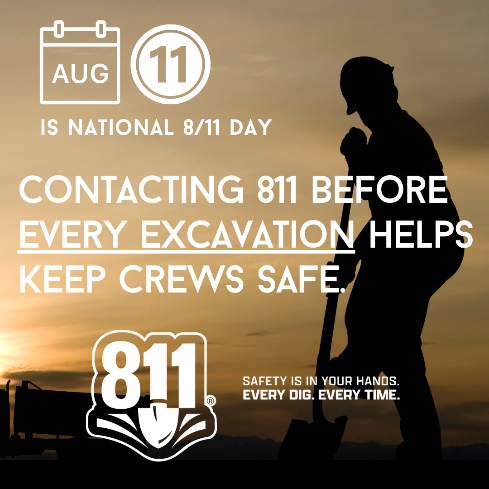 AUG 11
IS NATIONAL 8/11 DAY
CONTACTING 811 BEFORE
EVERY EXCAVATION HELPS
KEEP CREWS SAFE.
811®
SAFETY IS IN YOUR HANDS.
EVERY DIG. EVERY TIME.